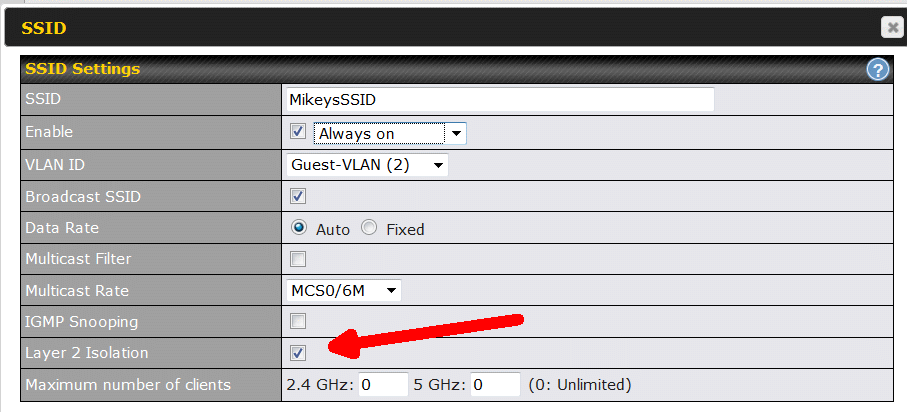 SSID
SSID Settings
?
SSID MikeysSSID
Enable Always on
VLAN ID Guest-VLAN (2)
Broadcast SSID
Data Rate Auto Fixed
Multicast Filter
Multicast Rate MCS0/6M
IGMP Snooping
Layer 2 Isolation
Maximum number of clients 2.4 GHz: 0 5 GHz: 0 (0: Unlimited)